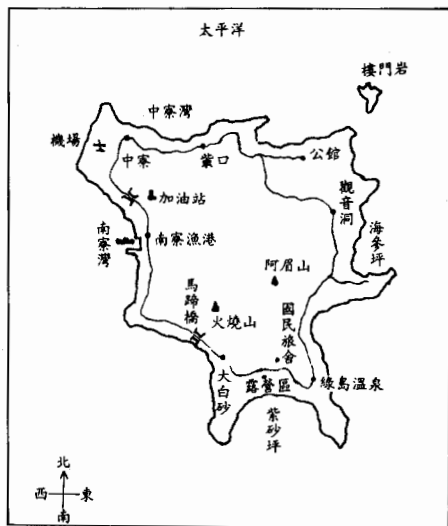 太平洋
樓門岩
中寮灣
機場
中寮
公館
觀音洞
加油站
海參坪
南寮灣
南寮漁港
阿眉山
馬蹄橋
火燒山
國民旅舍
大白砂
露營區
綠島溫泉
紫砂坪
北
西
東
南